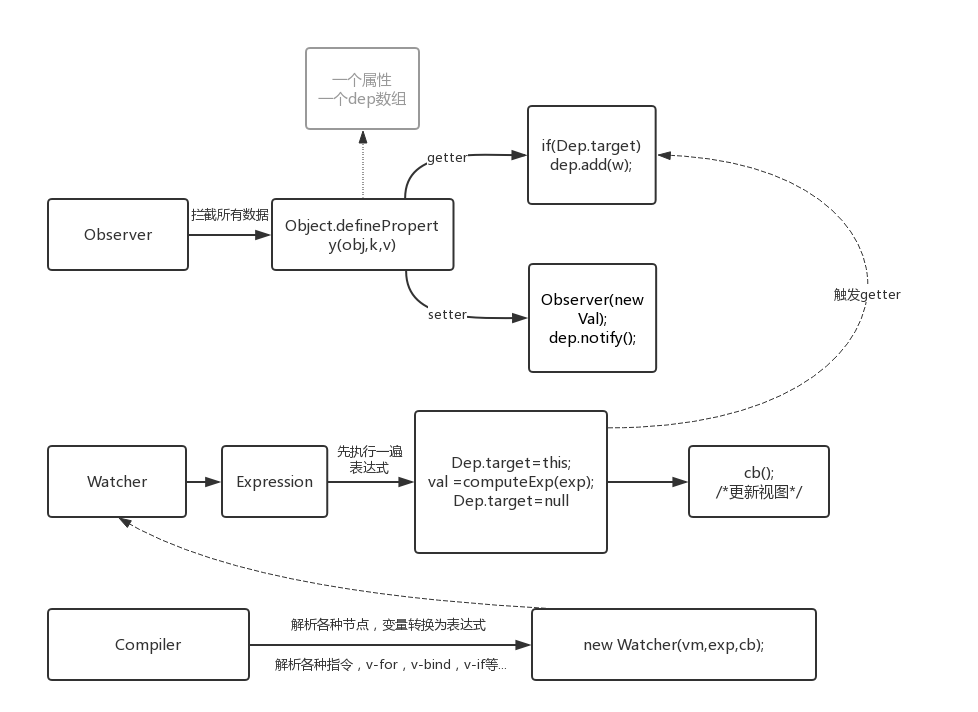 一个属性
一个dep数组
if(Dep.target)
dep.add(w);
getter
拦截所有数据
Observer
Object.definePropert
y(obj,k,v)
setter
Observer(new
Val);
dep.notify();
触发getter
Watcher
Expression
先执行一遍
表达式
Dep.target=this;
val =computeExp(exp);
Dep.target=null
cb();
/*更新视图*/
Compiler
解析各种节点，变量转换为表达式
解析各种指令，v-for，v-bind，v-if等...
new Watcher(vm,exp,cb);